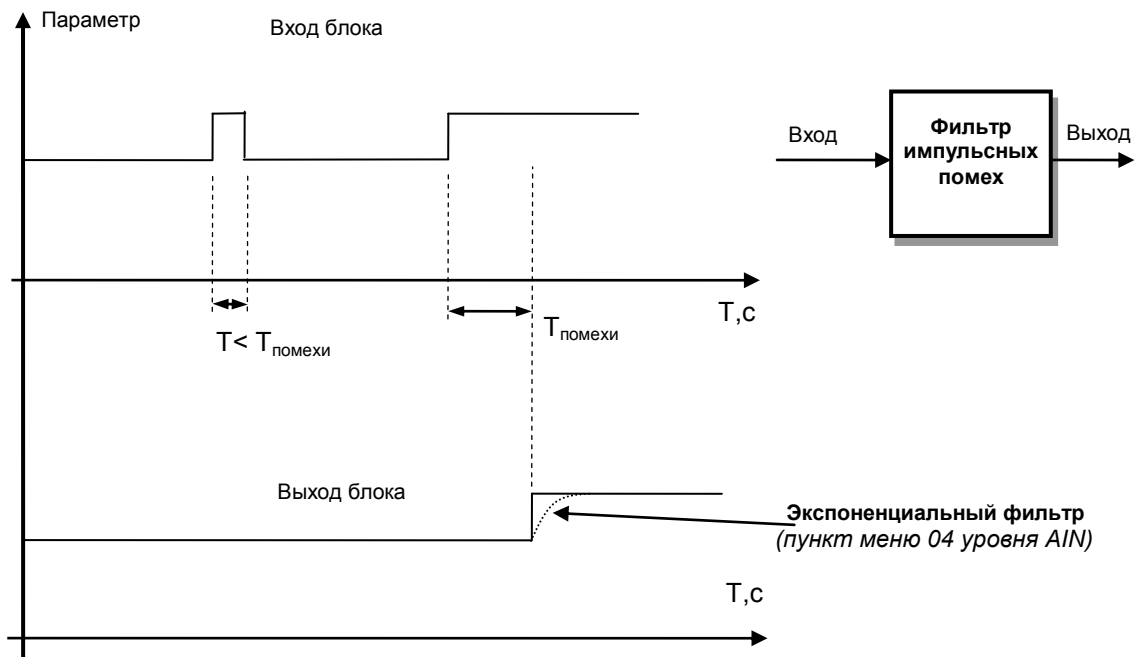 Параметр
Вход блока
Вход
Фильтр
импульсных
помех
Выход
T,c
T< Tпомехи
Tпомехи
Выход блока
Экспоненциальный фильтр
(пункт меню 04 уровня AIN)
T,c